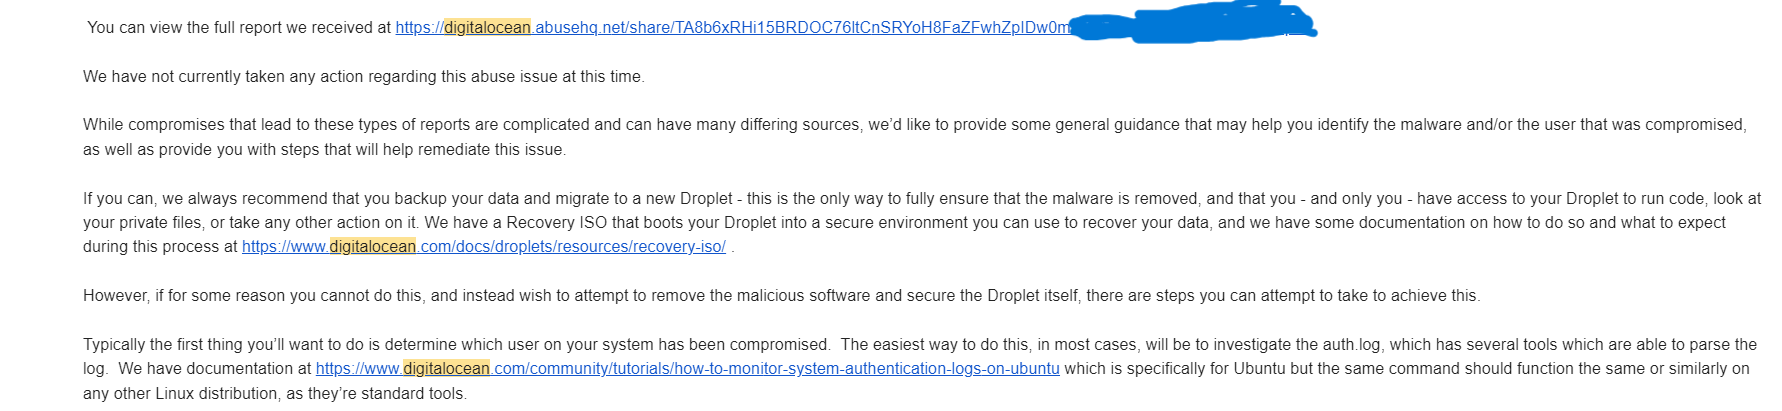 You can view the full report we received at https://digitalocean.abusehq.net/share/TA8b6xRHi15BRDOC76ltCnSRYoH8FaZFwhZpIDw0m
We have not currently taken any action regarding this abuse issue at this time.
While compromises that lead to these types of reports are complicated and can have many differing sources, we’d like to provide some general guidance that may help you identify the malware and/or the user that was compromised,
as well as provide you with steps that will help remediate this issue.
If you can, we always recommend that you backup your data and migrate to a new Droplet - this is the only way to fully ensure that the malware is removed, and that you - and only you - have access to your Droplet to run code, look at
your private files, or take any other action on it. We have a Recovery ISO that boots your Droplet into a secure environment you can use to recover your data, and we have some documentation on how to do so and what to expect
during this process at https://www.digitalocean.com/docs/droplets/resources/recovery-iso/ .
However, if for some reason you cannot do this, and instead wish to attempt to remove the malicious software and secure the Droplet itself, there are steps you can attempt to take to achieve this.
Typically the first thing you’ll want to do is determine which user on your system has been compromised.  The easiest way to do this, in most cases, will be to investigate the auth.log, which has several tools which are able to parse the
log.  We have documentation at https://www.digitalocean.com/community/tutorials/how-to-monitor-system-authentication-logs-on-ubuntu which is specifically for Ubuntu but the same command should function the same or similarly on
any other Linux distribution, as they’re standard tools.